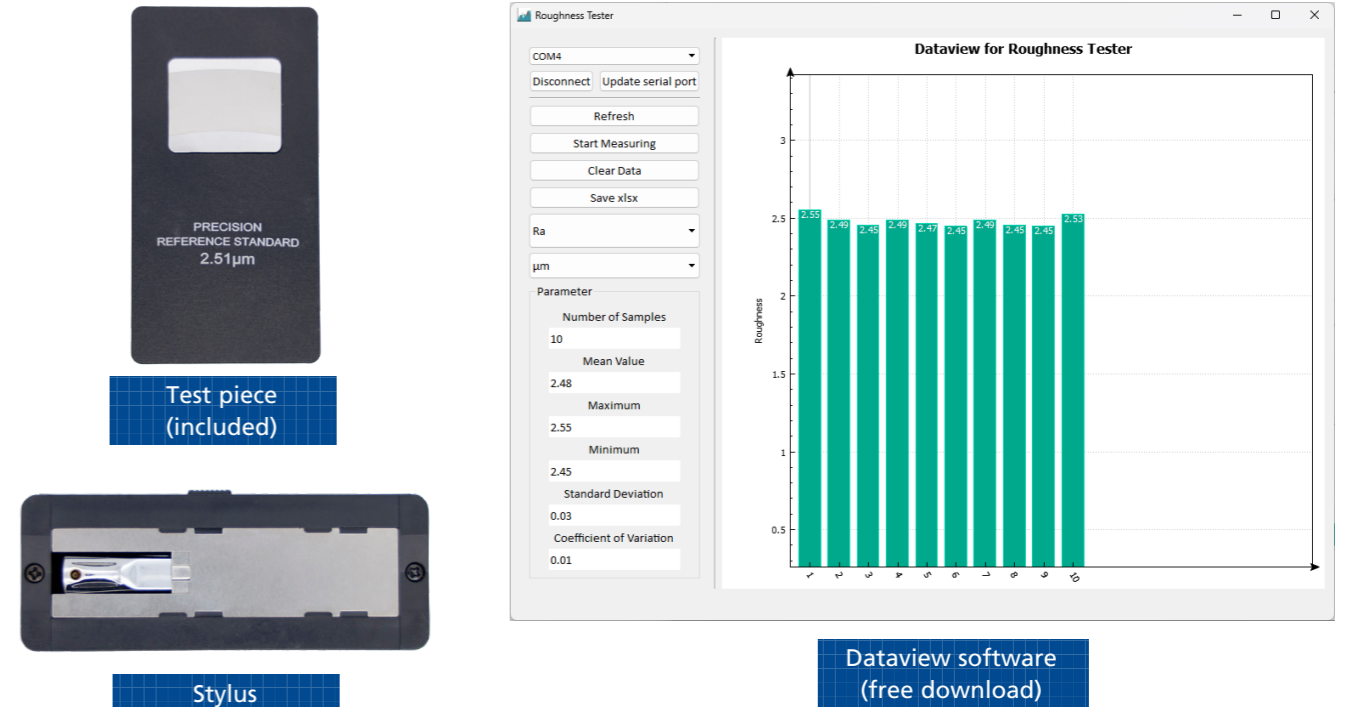 PRECISION
REFERENCE STANDARD
2.51µm
Test piece
(included)
Stylus
Roughness Tester
COM4
Disconnect Update serial port
Refresh
Start Measuring
Clear Data
Save xlsx
Ra
µm
Parameter
Number of Samples
10
Mean Value
2.48
Maximum
2.55
Minimum
2.45
Standard Deviation
0.03
Coefficient of Variation
0.01
Dataview for Roughness Tester
Roughness
3
2.5
2
1.5
1
0.5
2.55 2.49 2.45 2.49 2.47 2.45 2.49 2.45 2.45 2.53
1 2 3 4 5 6 7 8 9 10
Dataview software
(free download)